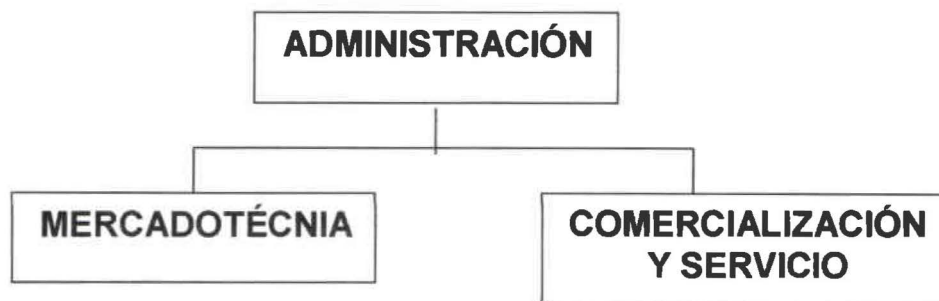 ADMINISTRACIÓN
MERCADOTÉCNIA
COMERCIALIZACIÓN
Y SERVICIO